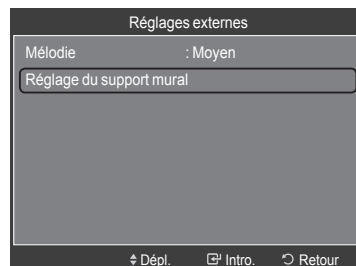 Réglages externes
Mélodie : Moyen
Réglage du support mural
Dépl. Intro. Retour